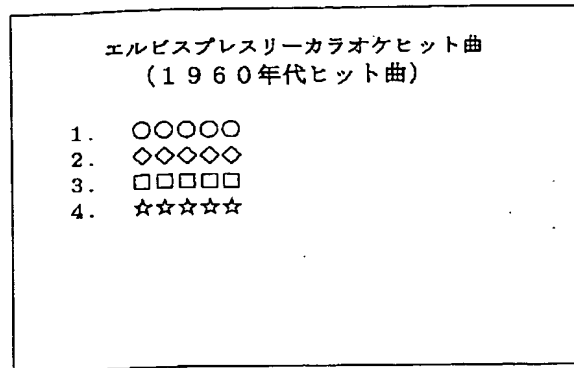 エルビスプレスリーカラオケヒット曲
(1960年代ヒット曲)
1. ○○○○○
2. ◇◇◇◇◇
3. □□□□□
4. ☆☆☆☆☆